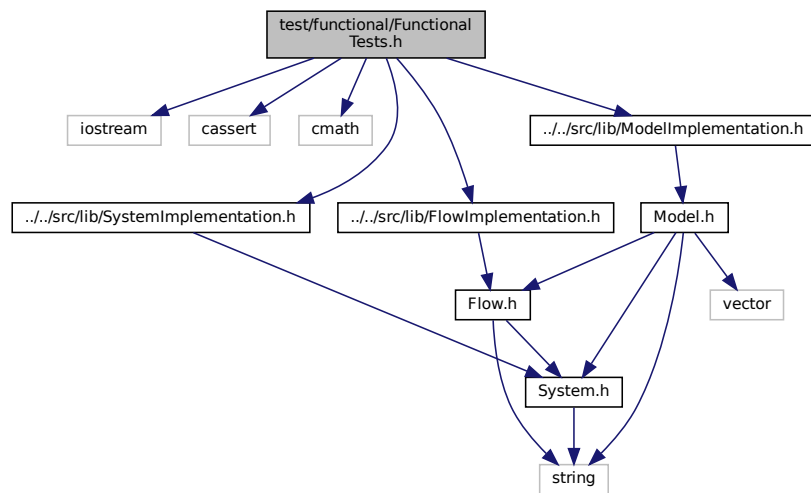 test/functional/Functional
Tests.h
iostream
cassert
cmath
../../src/lib/ModelImplementation.h
../../src/lib/SystemImplementation.h
../../src/lib/FlowImplementation.h
Model.h
Flow.h
vector
System.h
string